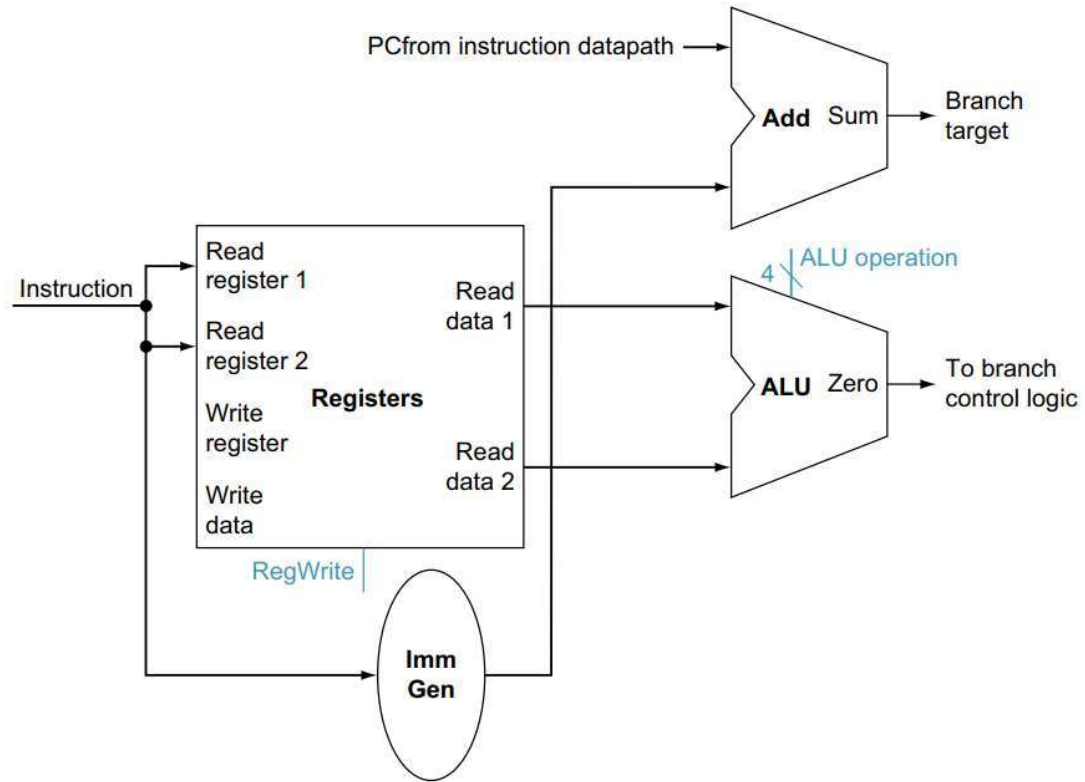 PCfrom instruction datapath
Add Sum
Branch
target
Instruction
Read
register 1
Read
register 2
Write
register
Write
data
Registers
Read
data 1
Read
data 2
RegWrite
4
ALU operation
ALU Zero
To branch
control logic
Imm
Gen